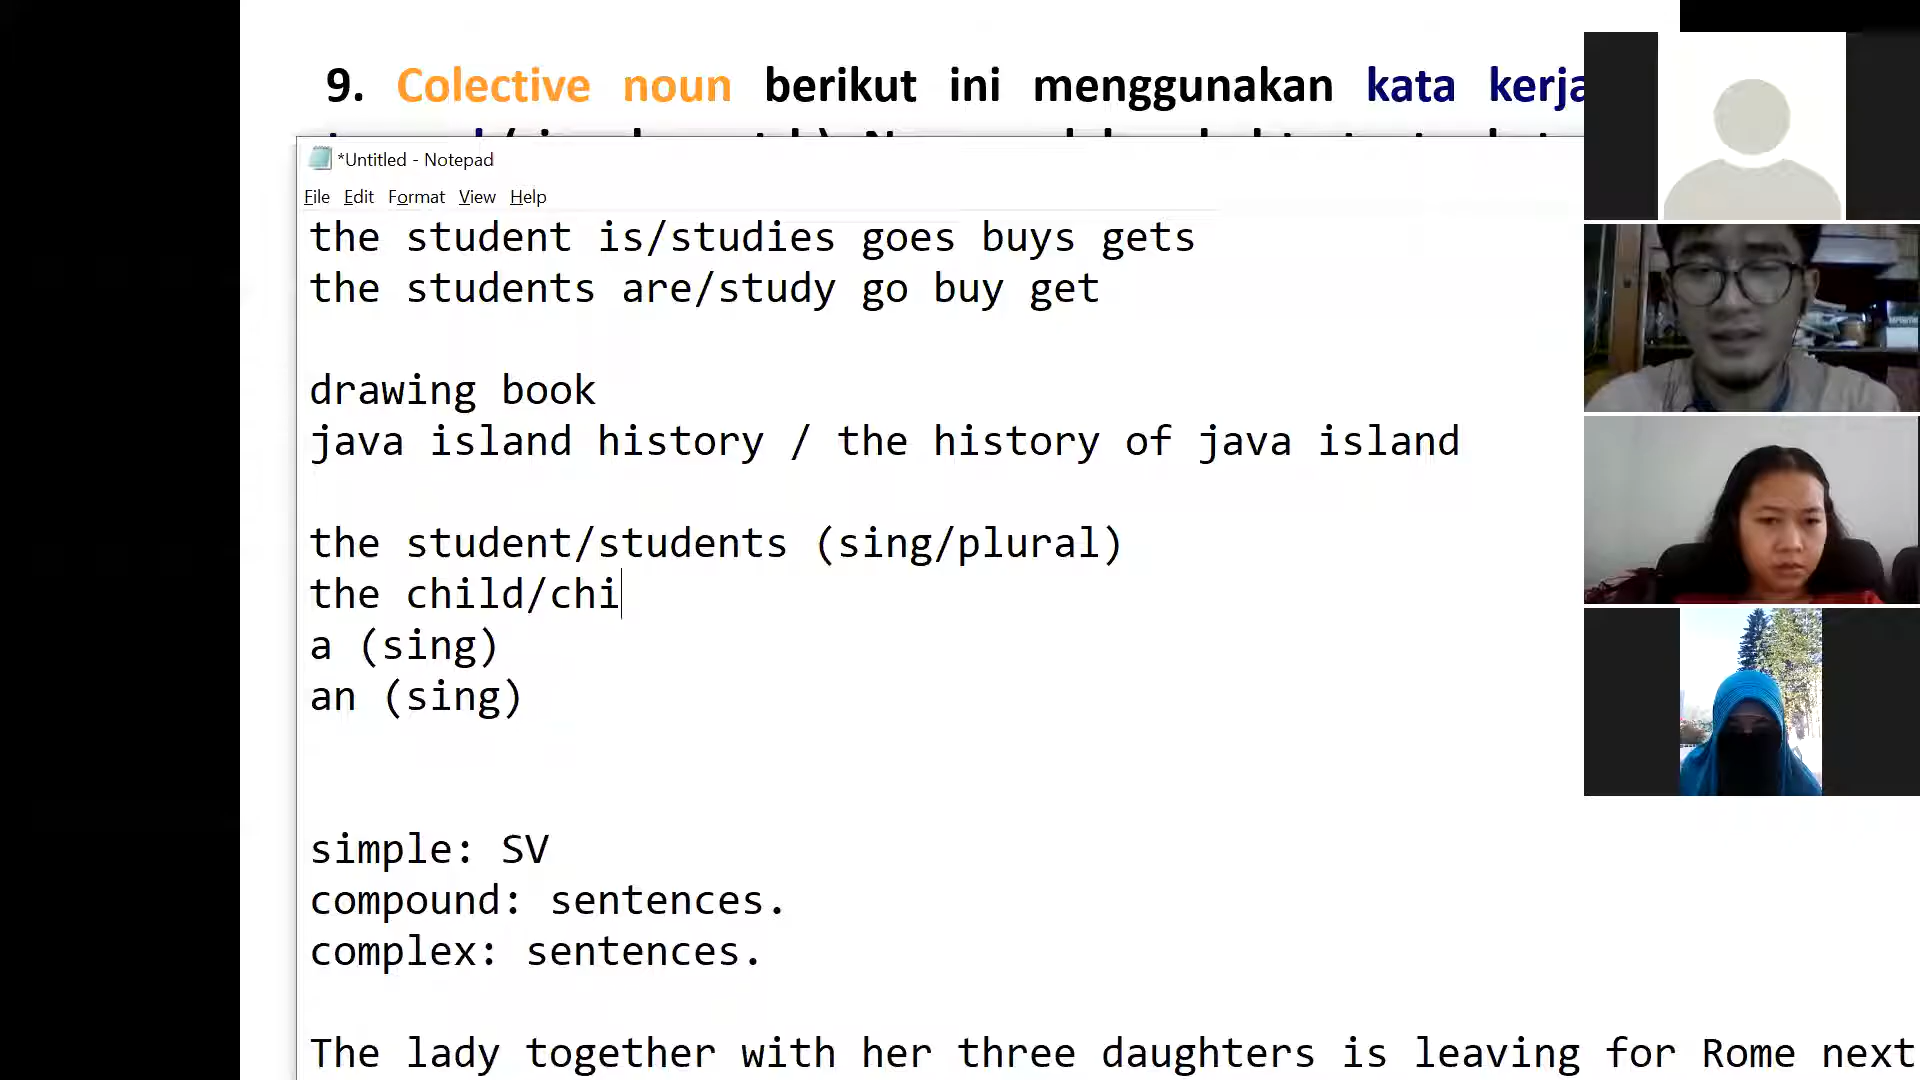 9. Colective noun berikut ini menggunakan kata kerja
*Untitled - Notepad
File Edit Format View Help
the student is/studies goes buys gets
the students are/study go buy get
drawing book
java island history / the history of java island
the student/students (sing/plural)
the child/chi
a (sing)
an (sing)
simple: SV
compound: sentences.
complex: sentences.
The lady together with her three daughters is leaving for Rome next